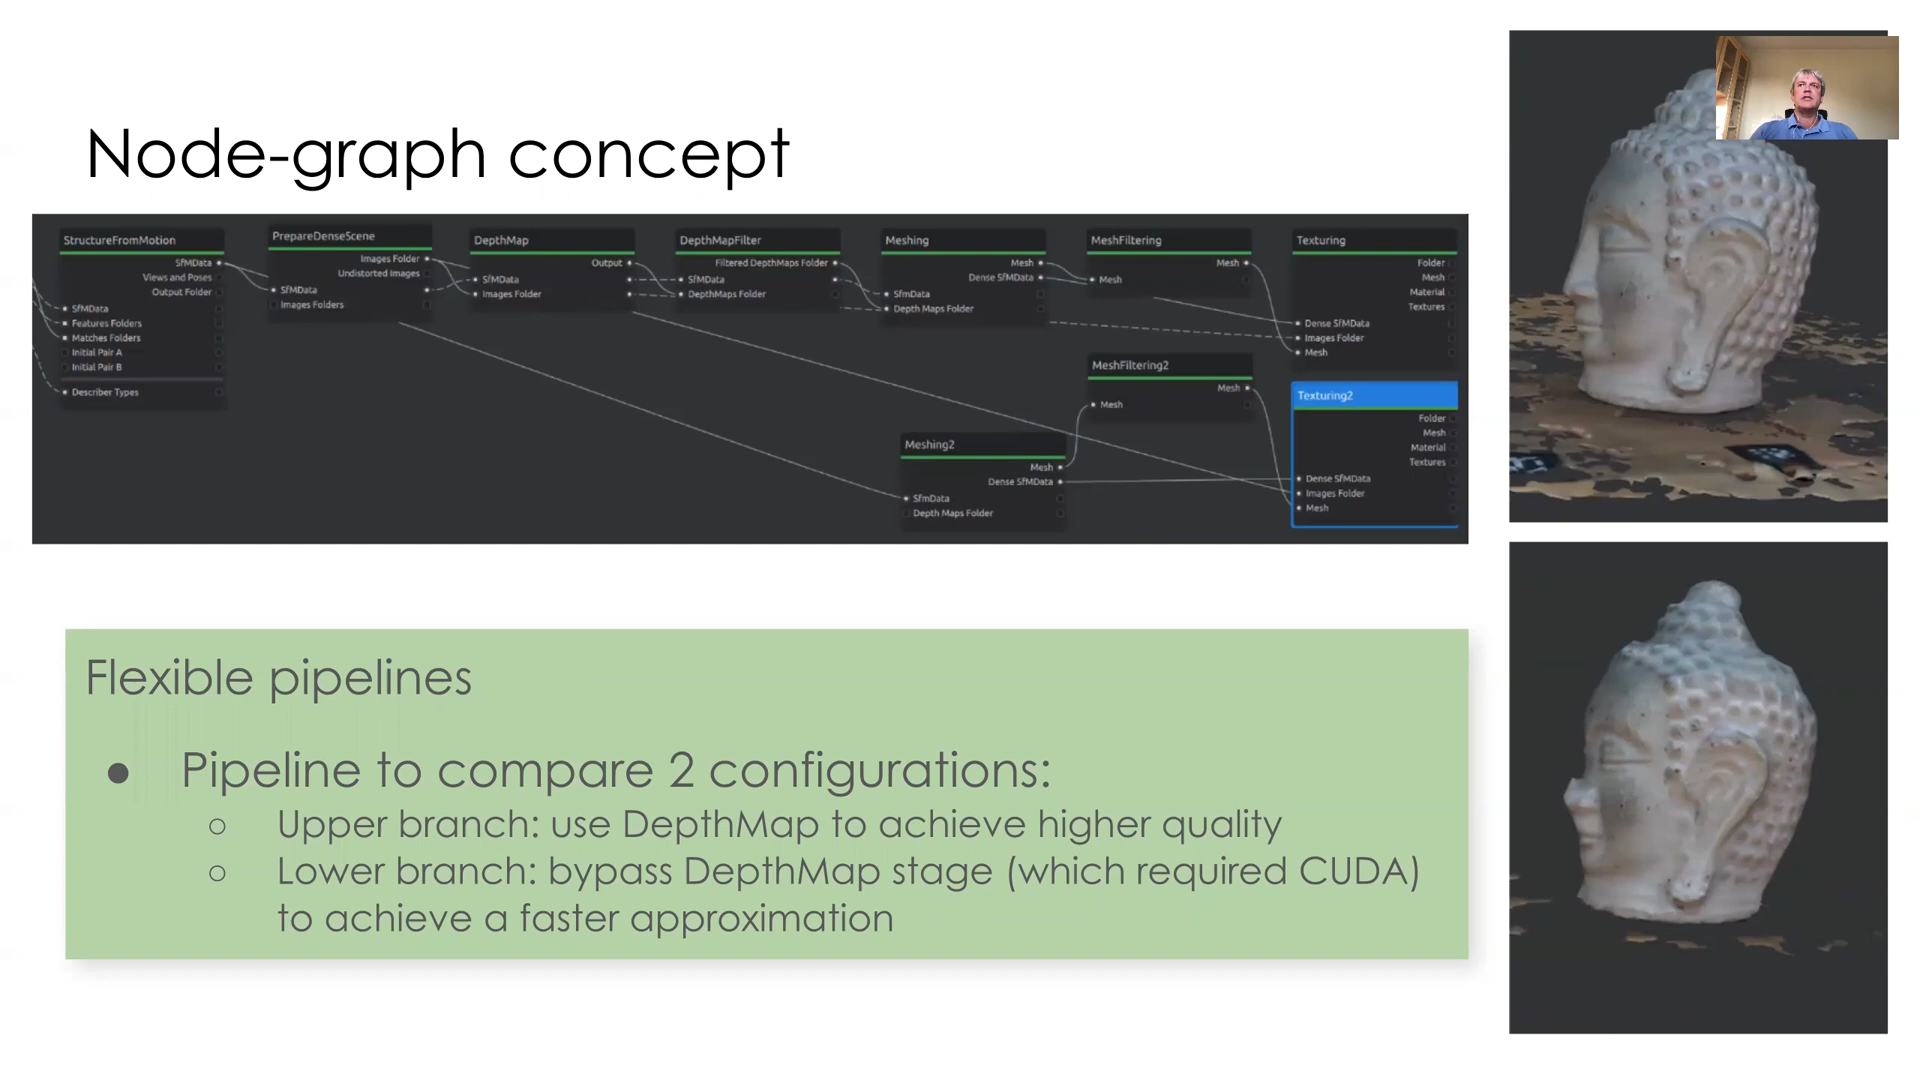 Node-graph concept
StructureFromMotion
SfMData
Views and Poses
Output Folder
SfMData
Features Folders
Matches Folders
Initial Pair A
Initial Pair B
Describer Types
PrepareDenseScene
Images Folder
Undistorted Images
SfMData
Images Folders
DepthMap
Output
SfMData
Images Folder
DepthMapFilter
Filtered DepthMaps Folder
SfMData
DepthMaps Folder
Meshing
Mesh
Dense SfMData
SfmData
Depth Maps Folder
MeshFiltering
Mesh
Mesh
Texturing
Folder
Mesh
Material
Textures
Dense SfMData
Images Folder
Mesh
MeshFiltering2
Mesh
Mesh
Meshing2
Mesh
Dense SfMData
SfmData
Depth Maps Folder
Texturing2
Folder
Mesh
Material
Textures
Dense SfMData
Images Folder
Mesh
Flexible pipelines
● Pipeline to compare 2 configurations:
○ Upper branch: use DepthMap to achieve higher quality
○ Lower branch: bypass DepthMap stage (which required CUDA)
to achieve a faster approximation